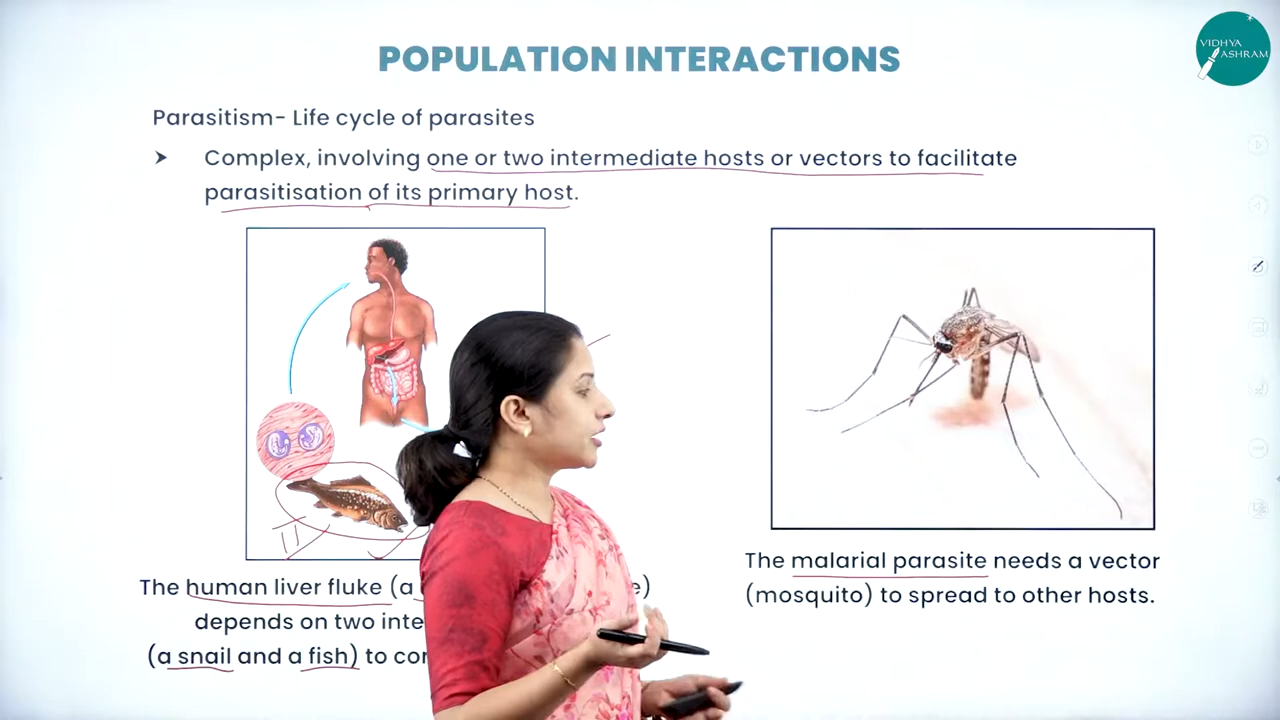 POPULATION INTERACTIONS
VIDHYA
ASHRAM
Parasitism- Life cycle of parasites
Complex, involving one or two intermediate hosts or vectors to facilitate
parasitisation of its primary host.
II
The human liver fluke (a
depends on two
(a snail and a fish) to
The malarial parasite needs a vector
(mosquito) to spread to other hosts.